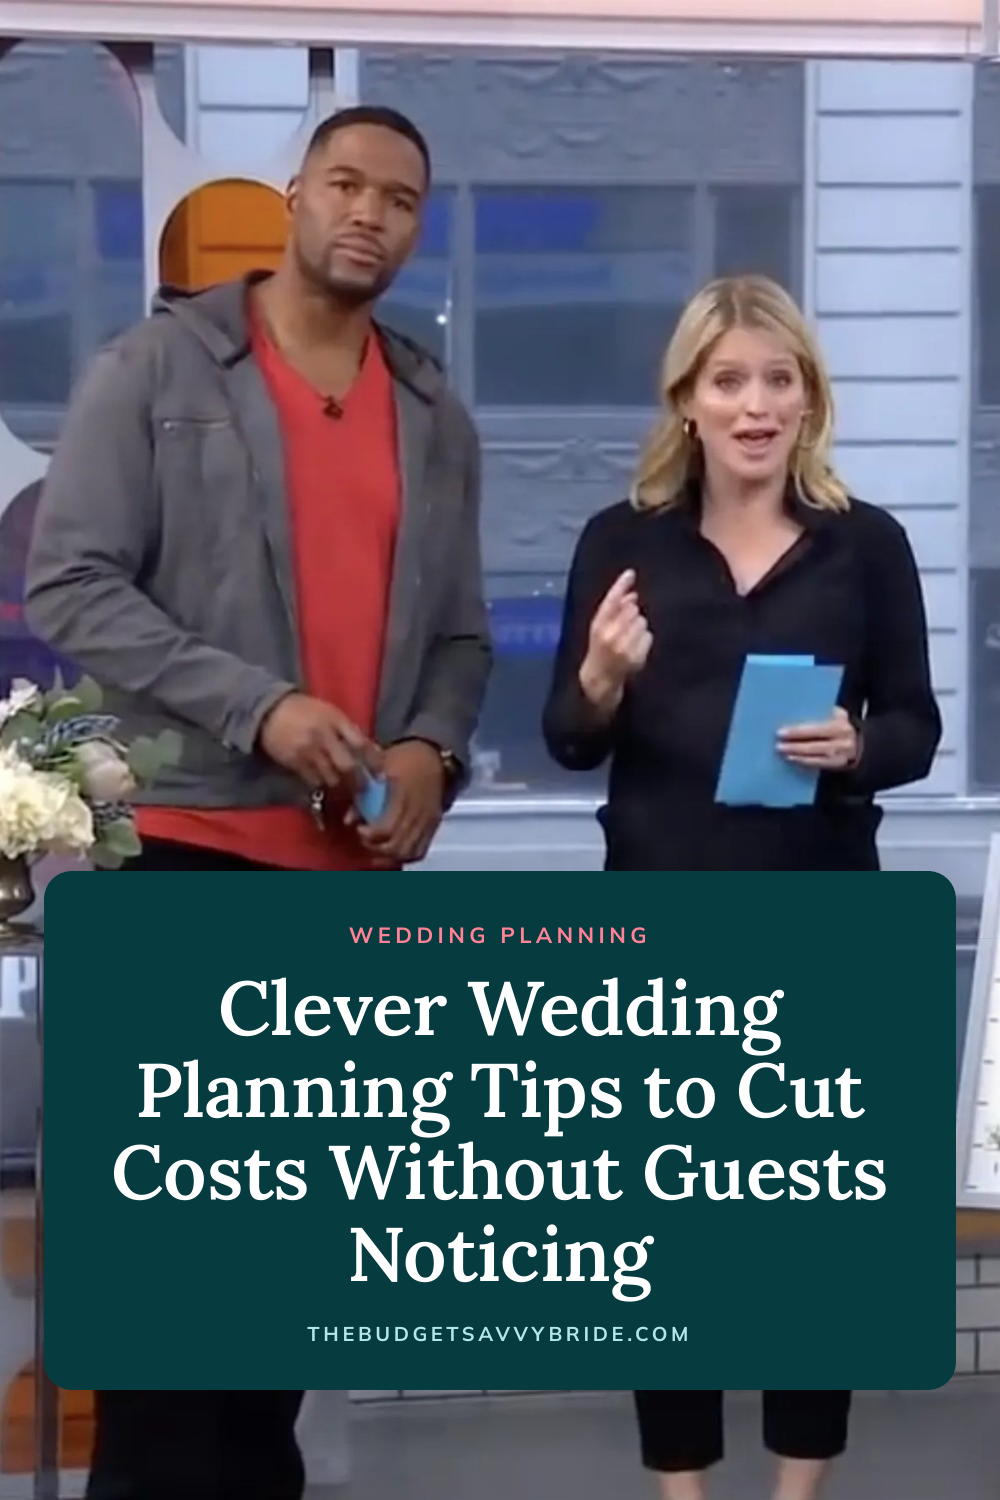 WEDDING PLANNING
Clever Wedding
Planning Tips to Cut
Costs Without Guests
Noticing
THEBUDGETSAVVYBRIDE.COM